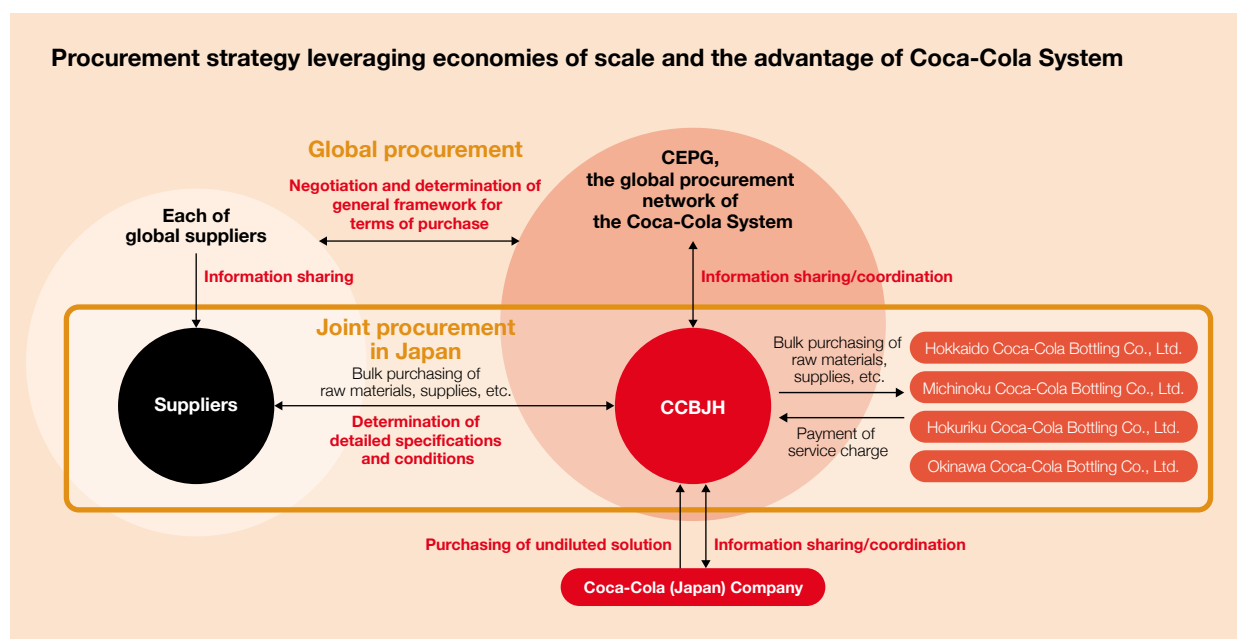 Procurement strategy leveraging economies of scale and the advantage of Coca-Cola System
Global procurement
Negotiation and determination of
general framework for
terms of purchase
CEPG,
the global procurement
network of
the Coca-Cola System
Each of
global suppliers
Information sharing
Information sharing/coordination
Joint procurement
in Japan
Bulk purchasing of
raw materials, supplies, etc.
Suppliers
Determination of
detailed specifications
and conditions
CCBJH
Bulk purchasing of
raw materials,
supplies, etc.
Payment of
service charge
Hokkaido Coca-Cola Bottling Co., Ltd.
Michinoku Coca-Cola Bottling Co., Ltd.
Hokuriku Coca-Cola Bottling Co., Ltd.
Okinawa Coca-Cola Bottling Co., Ltd.
Purchasing of undiluted solution
Information sharing/coordination
Coca-Cola (Japan) Company